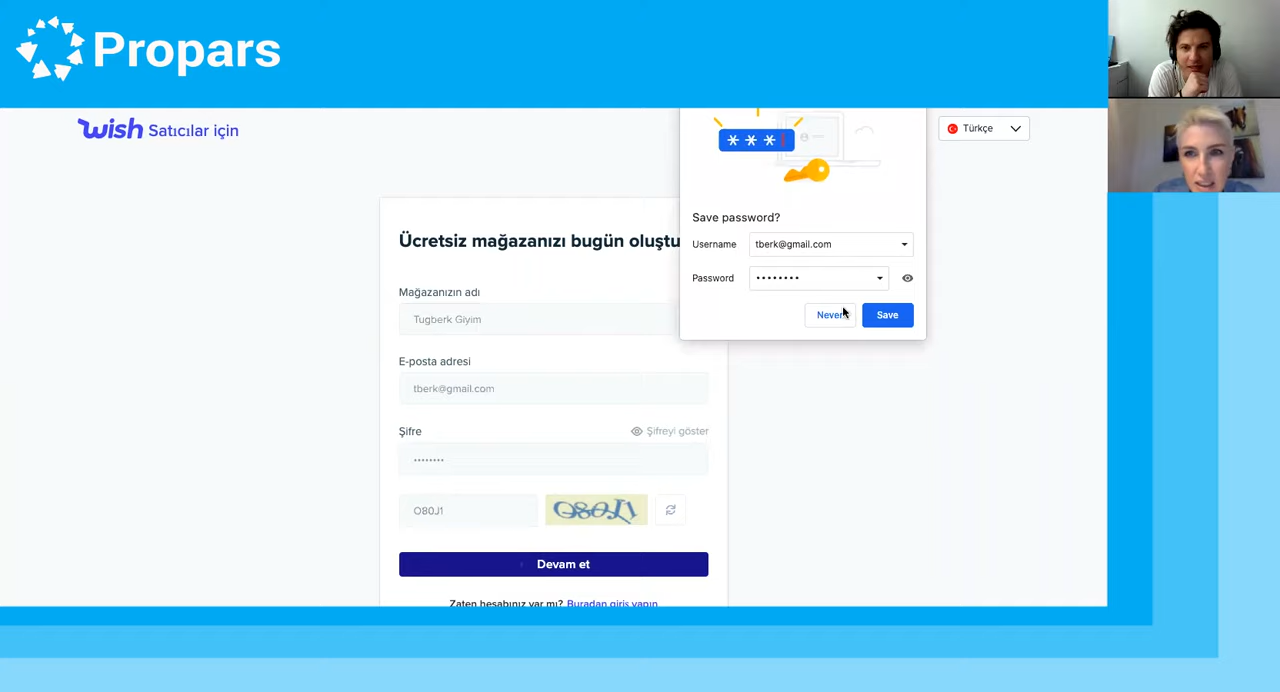 Propars
wish Satıcılar için
Türkçe
* * *
Save password?
Username tberk@gmail.com
Password ••••••••
Never Save
Ücretsiz mağazanızı bugün oluştu
Mağazanızın adı
Tugberk Giyim
E-posta adresi
tberk@gmail.com
Şifre Şifreyi göster
••••••••
O80J1 O80J1
Devam et
Zaten hesabınız var mı? Buradan giriş yapın